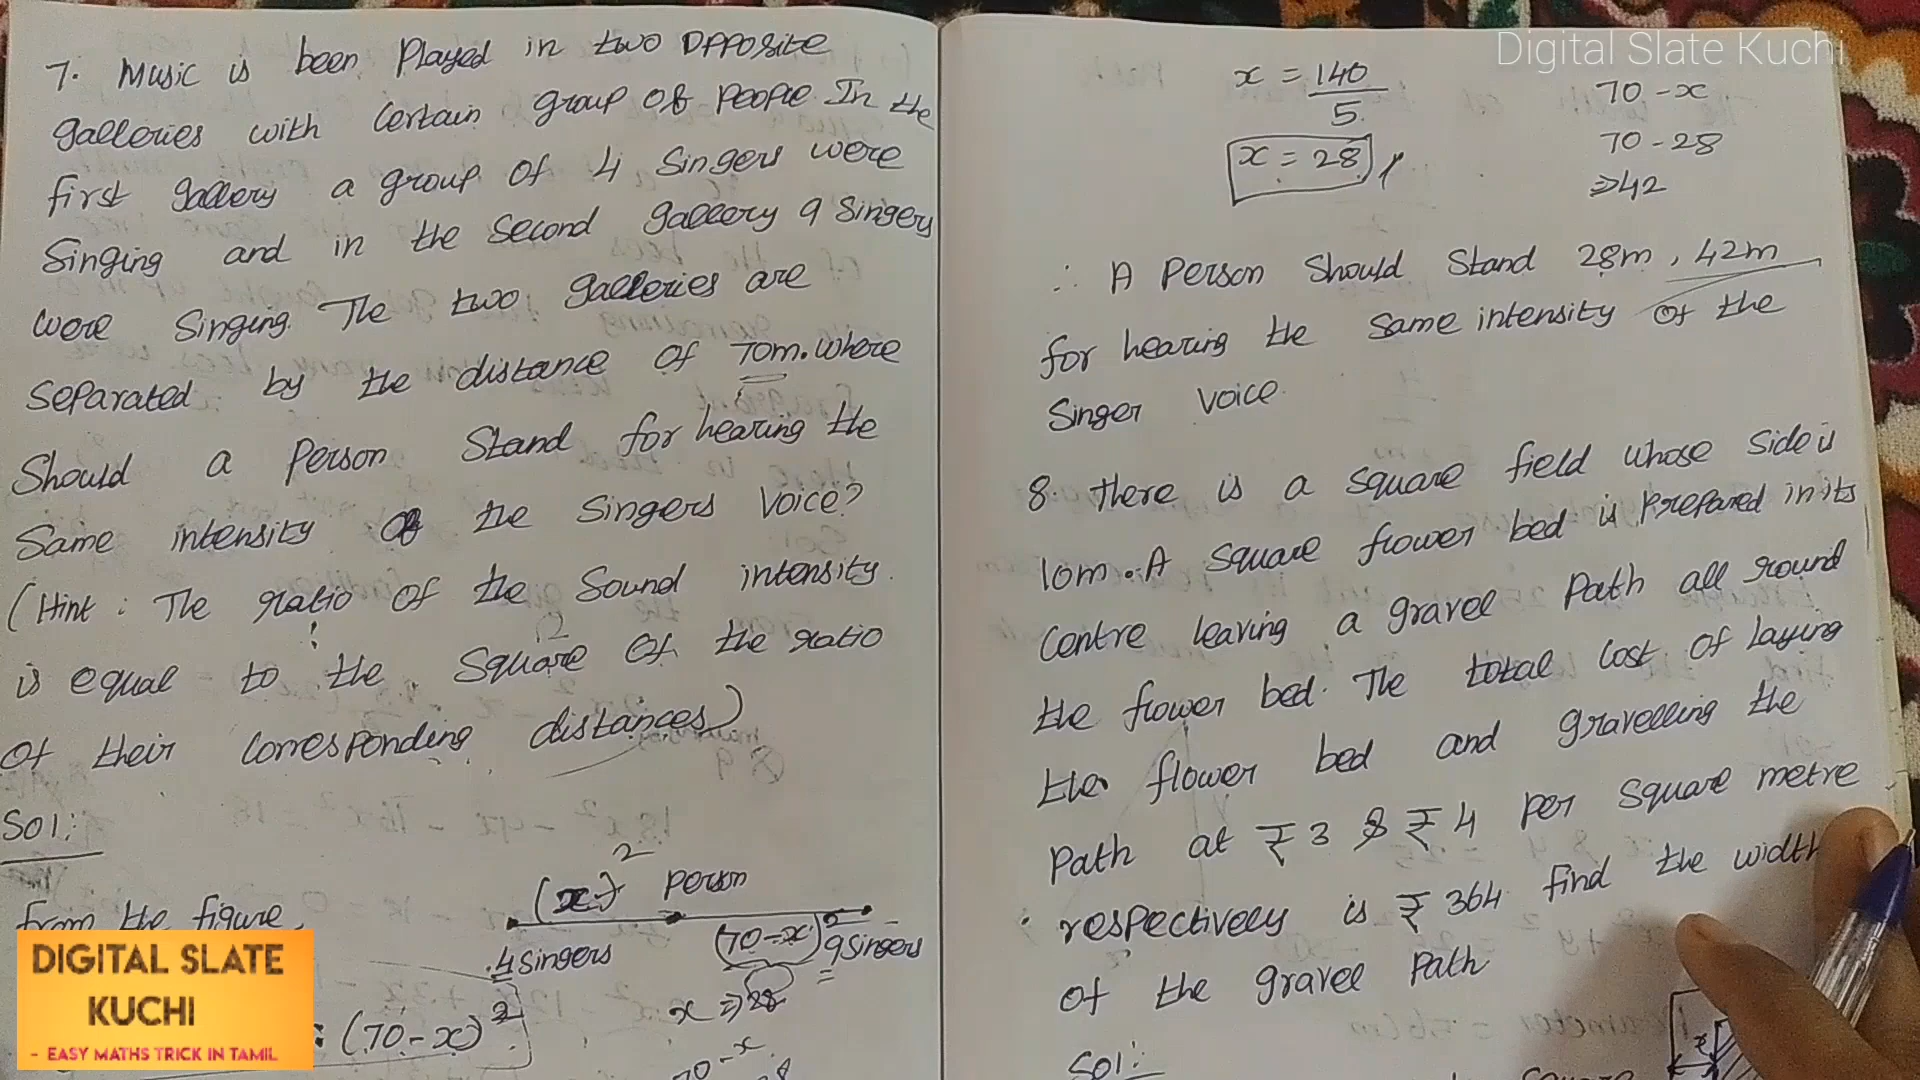 7. Music is been Played in two opposite
galleries with certain group of people. In the
first gallery a group of 4 singers were
Singing and in the second gallery 9 singers
were singing. The two galleries are
separated by the distance of 70m. where
should a person stand for hearing the
same intensity of the singers voice?
(Hint : The ratio of the sound intensity
is equal to the square of the ratio
of their corresponding distances)
Sol:
from the figure,
(x)² person
(70-x)²
4 singers
9 singers
x ⇒ 28
: (70-x)²
70-x
x = 140
5
70 - x
70 - 28
x = 28
⇒ 42
∴ A person should stand 28m, 42m
for hearing the same intensity of the
singer voice.
8. there is a square field whose side is
10m. A square flower bed is prepared in its
centre leaving a gravel path all round
the flower bed. The total cost of laying
the flower bed and gravelling the
path at ₹ 3 & ₹ 4 per square metre
respectively is ₹ 364. find the width
of the gravel path
Sol:
x
Digital Slate Kuchi
DIGITAL SLATE
KUCHI
- EASY MATHS TRICK IN TAMIL